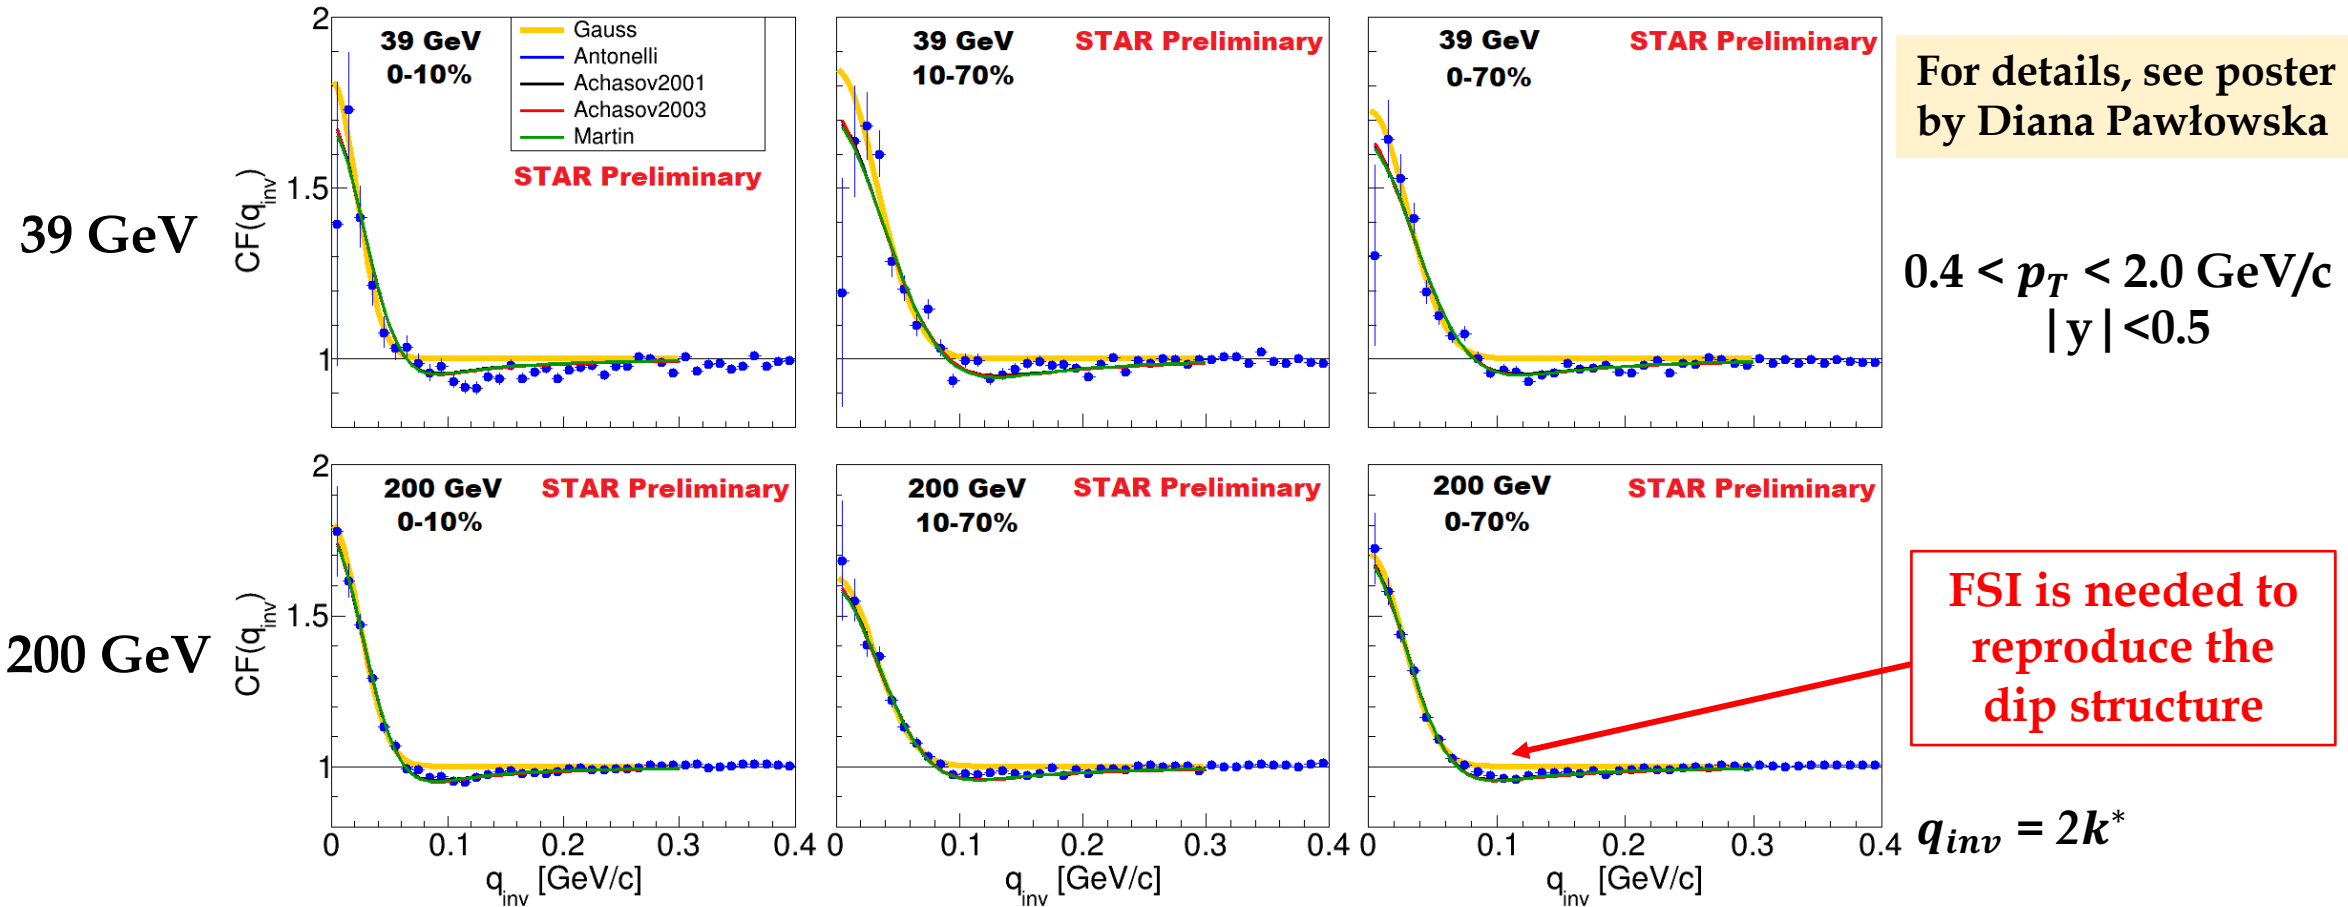 39 GeV
0-10%
Gauss
Antonelli
Achasov2001
Achasov2003
Martin
STAR Preliminary
2
1.5
1
CF(q_inv)
39 GeV
10-70%
STAR Preliminary
39 GeV
0-70%
STAR Preliminary
For details, see poster
by Diana Pawłowska
39 GeV
0.4 < p_T < 2.0 GeV/c
|y|<0.5
200 GeV
0-10%
STAR Preliminary
2
1.5
1
CF(q_inv)
200 GeV
10-70%
STAR Preliminary
200 GeV
0-70%
STAR Preliminary
200 GeV
FSI is needed to
reproduce the
dip structure
0 0.1 0.2 0.3 0.4
q_inv [GeV/c]
0 0.1 0.2 0.3 0.4
q_inv [GeV/c]
0 0.1 0.2 0.3 0.4
q_inv [GeV/c]
q_inv = 2k*